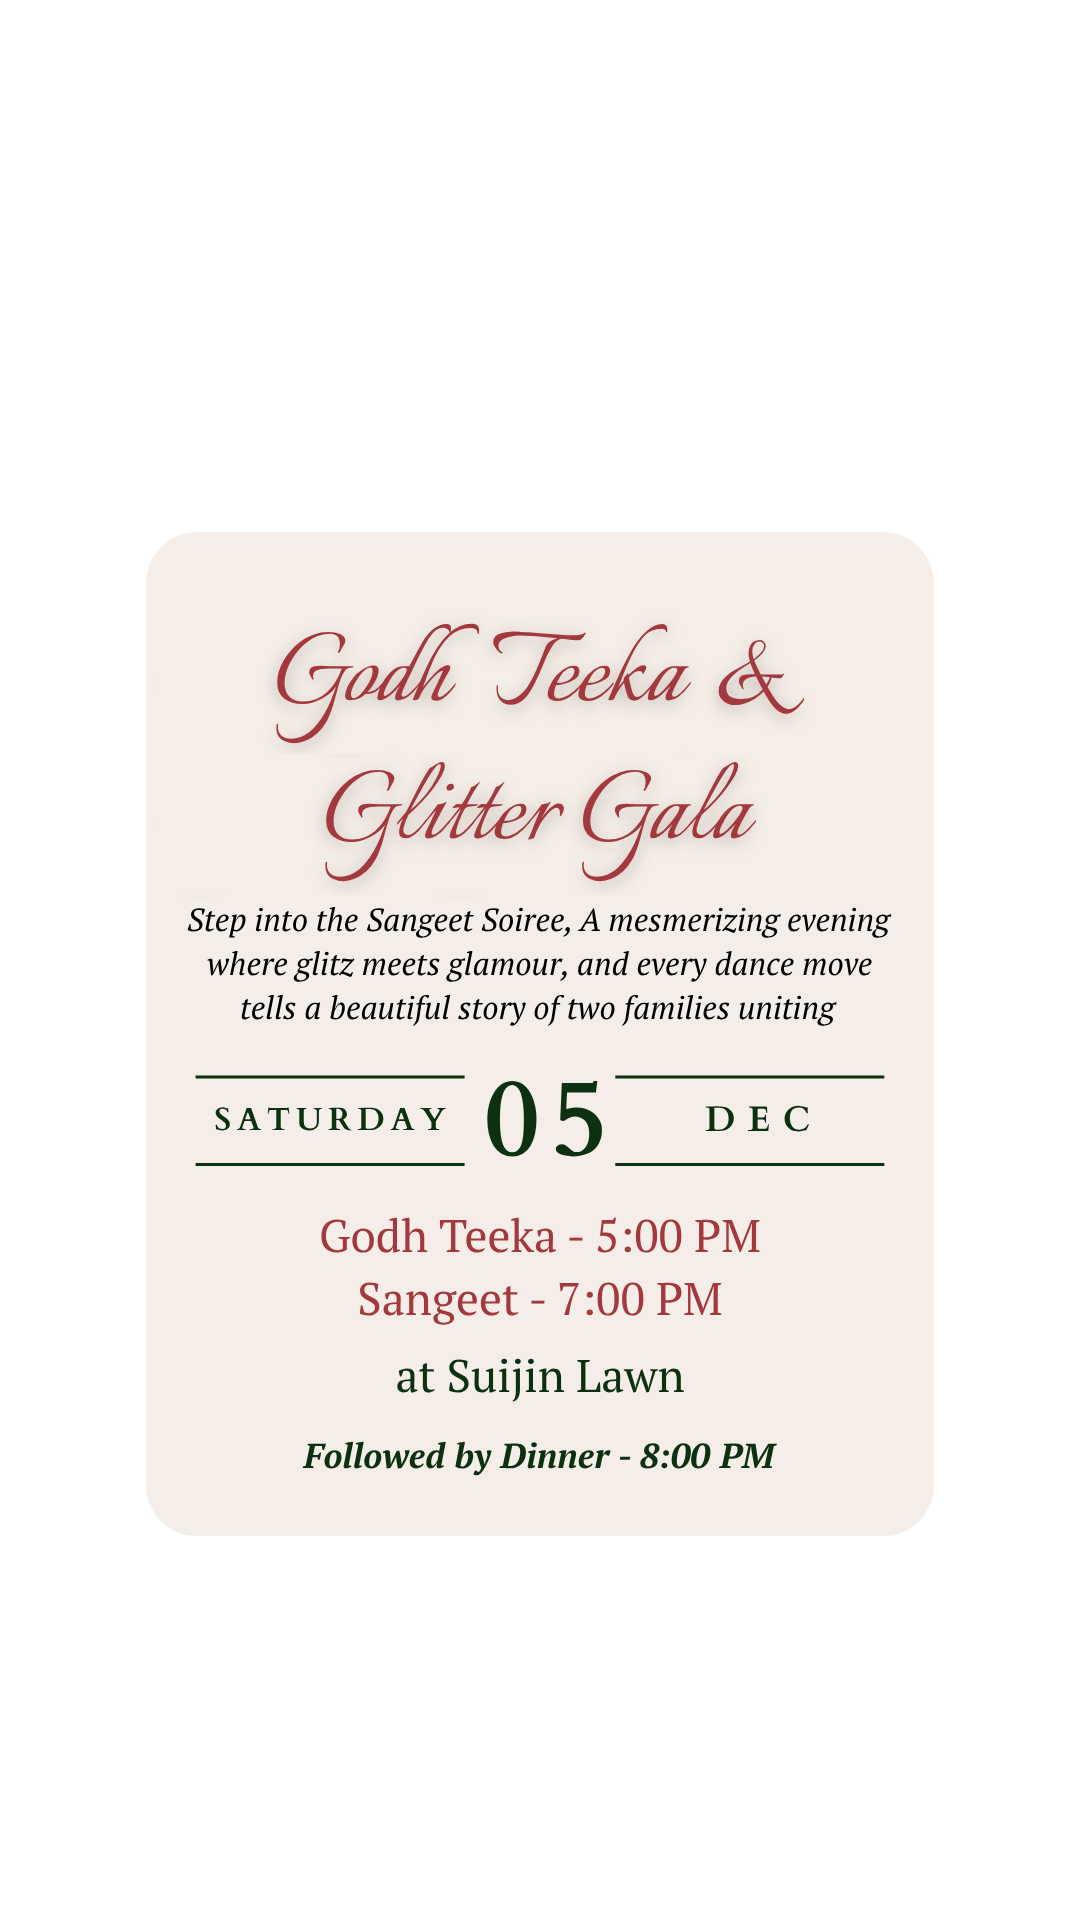 Godh Teeka &
Glitter Gala
Step into the Sangeet Soiree, A mesmerizing evening
where glitz meets glamour, and every dance move
tells a beautiful story of two families uniting
SATURDAY 05 DEC
Godh Teeka - 5:00 PM
Sangeet - 7:00 PM
at Suijin Lawn
Followed by Dinner - 8:00 PM